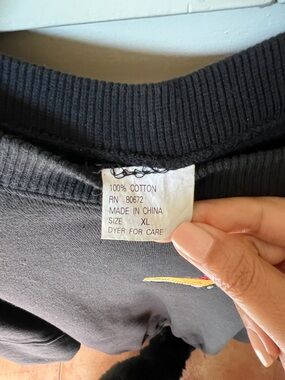 100% COTTON
RN 80672
MADE IN CHINA
SIZE XL
DYER FOR CARE